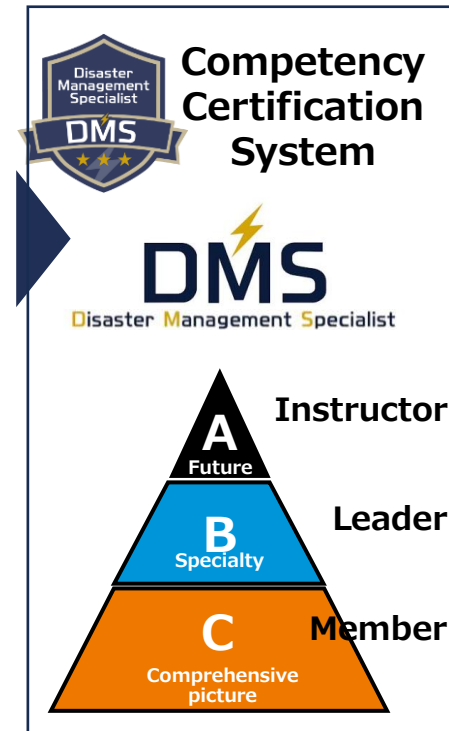 Disaster
Management
Specialist
DMS
Competency
Certification
System
DMS
Disaster Management Specialist
A
Future
Instructor
B
Specialty
Leader
C
Comprehensive
picture
Member